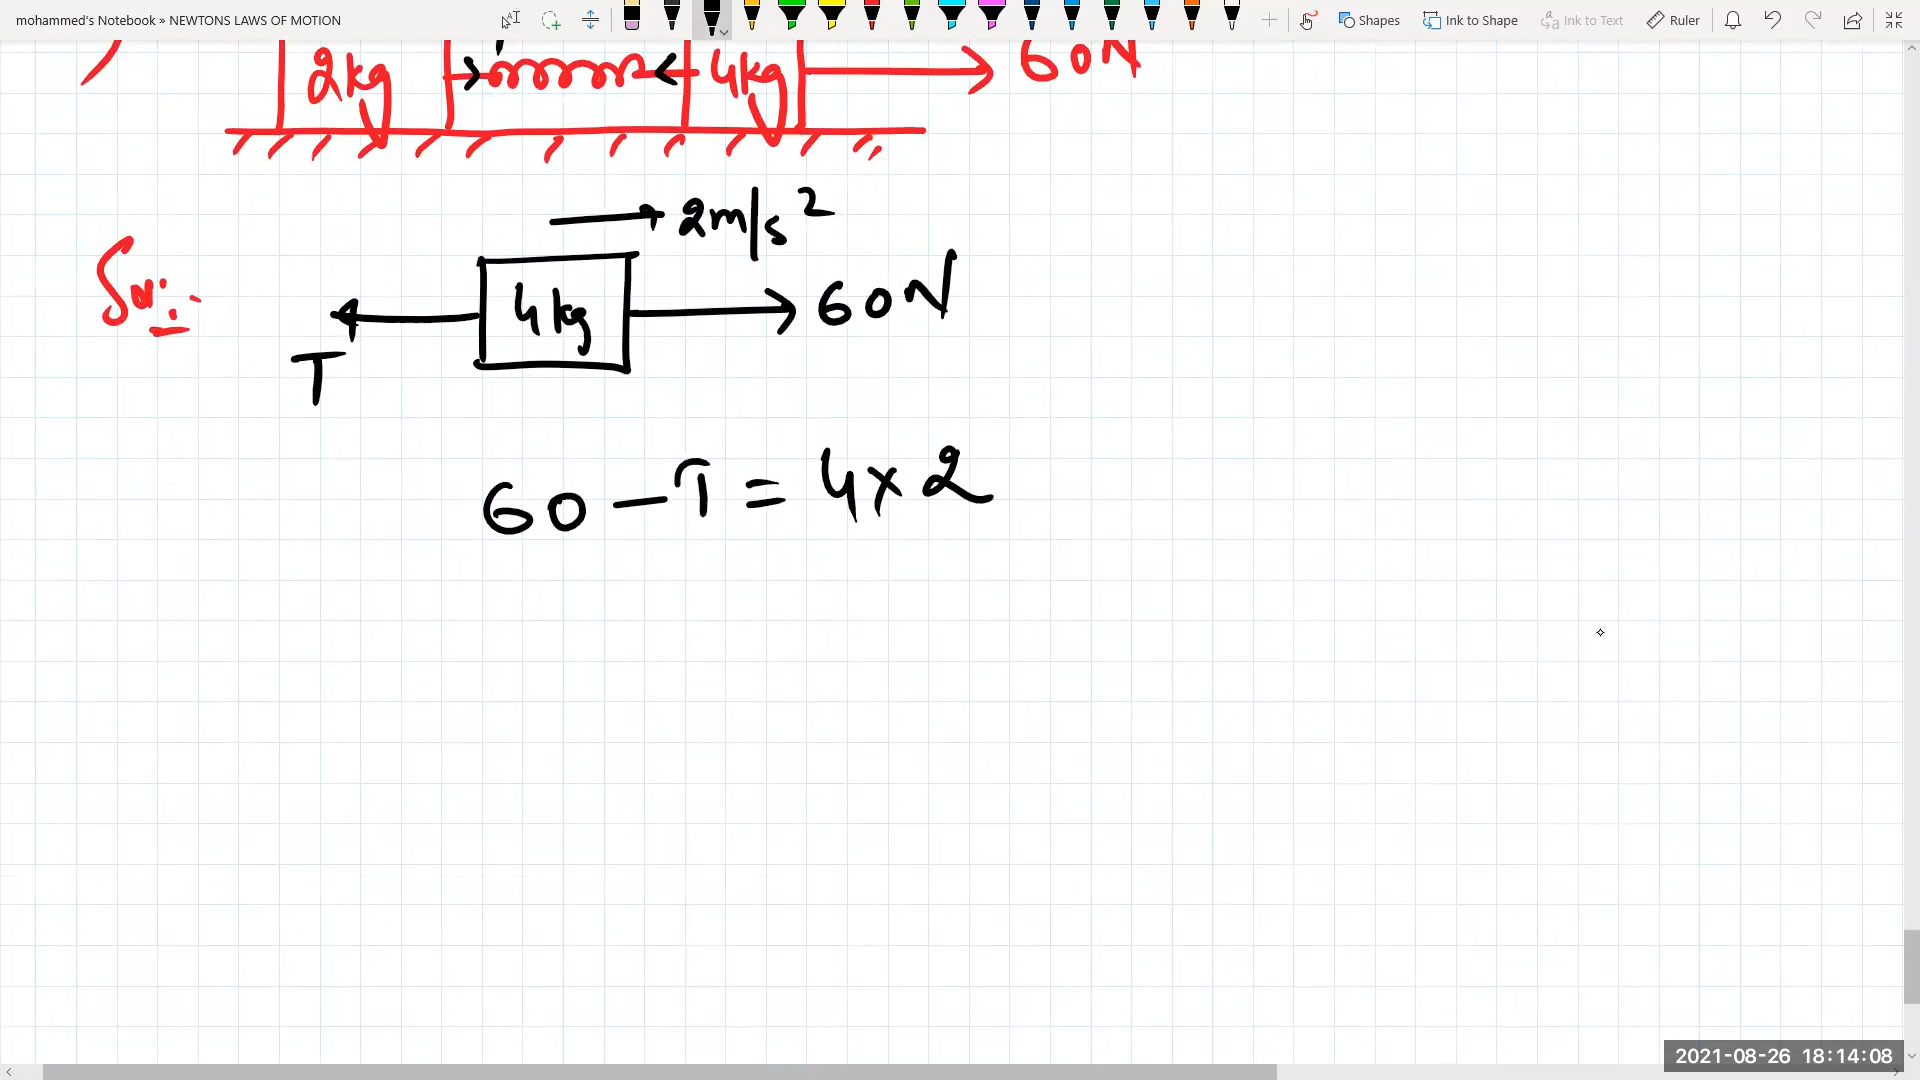 mohammed's Notebook » NEWTONS LAWS OF MOTION
Shapes
Ink to Shape
Ink to Text
Ruler
2kg
4kg
60N
2m/s²
Sol:-
4kg
60N
T
60 - T = 4 x 2
2021-08-26 18:14:08